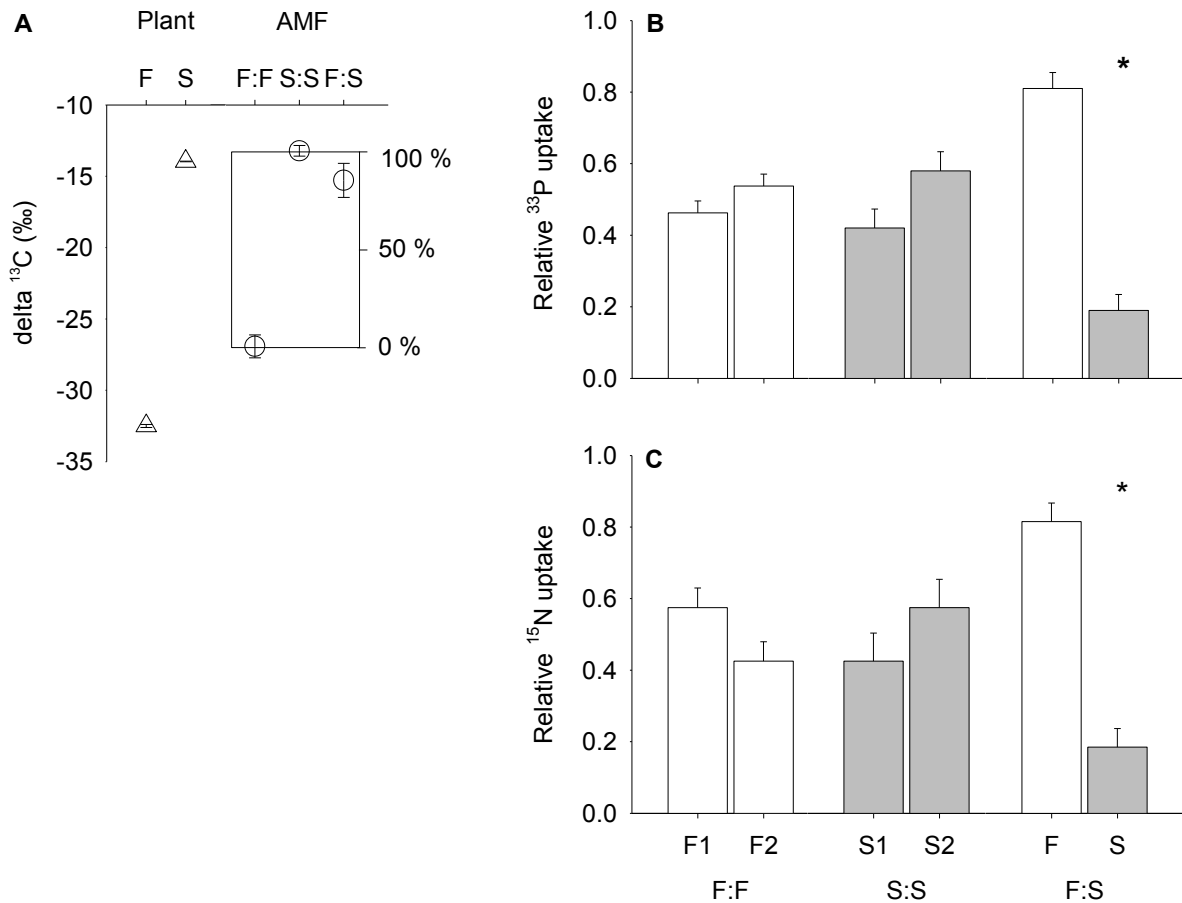 A
Plant AMF
F S F:F S:S F:S
-10
-15
-20
-25
-30
-35
delta ¹³C (‰)
100 %
50 %
0 %
B
*
1.0
0.8
0.6
0.4
0.2
0.0
Relative ³³P uptake
C
*
1.0
0.8
0.6
0.4
0.2
0.0
Relative ¹⁵N uptake
F1 F2 S1 S2 F S
F:F S:S F:S